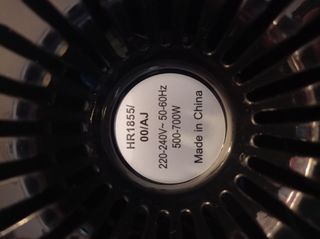 HR1855/
00/AJ
220-240V~ 50-60Hz
500-700W
Made in China